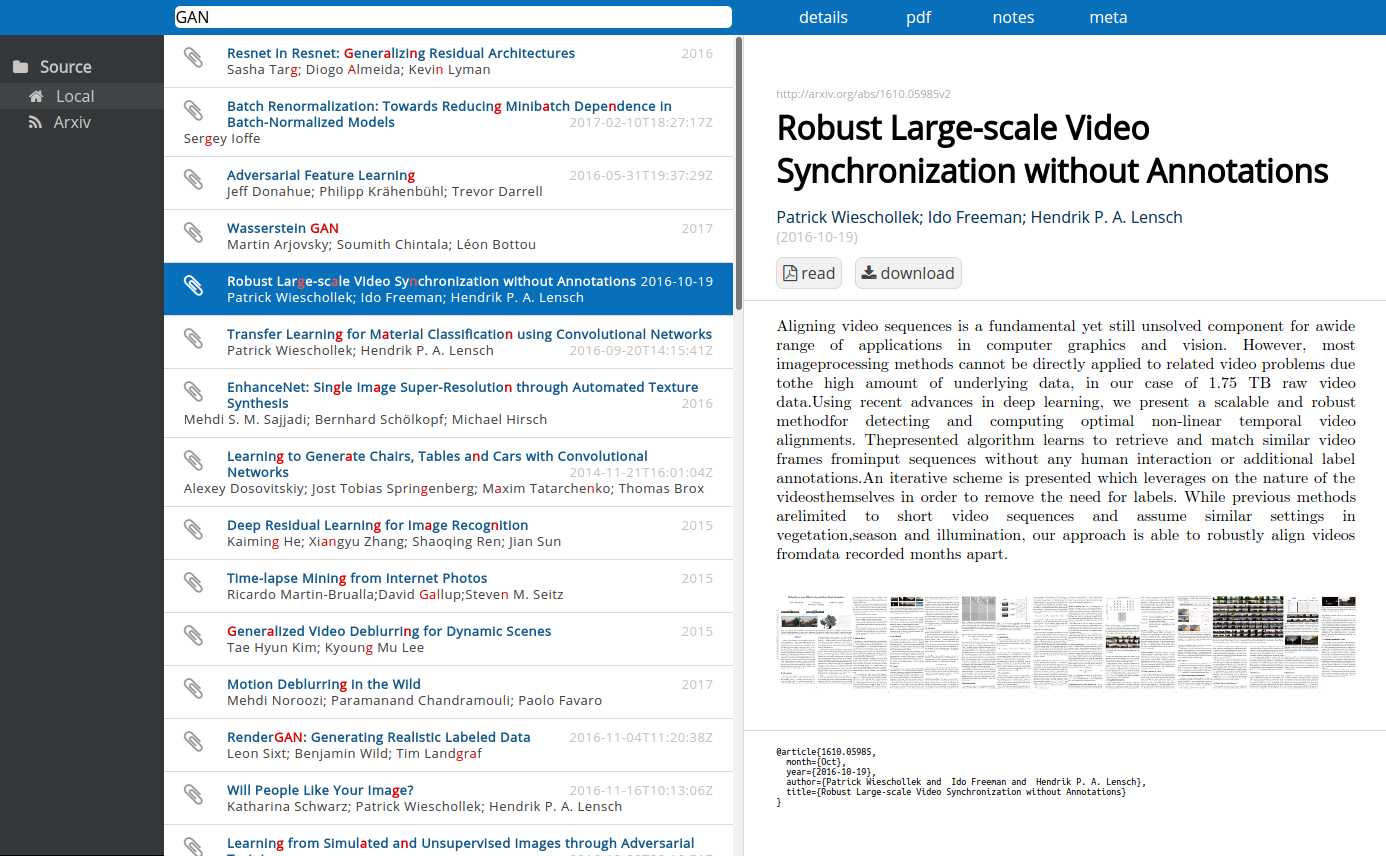 GAN
details pdf notes meta
Source
Local
Arxiv
Resnet in Resnet: Generalizing Residual Architectures 2016
Sasha Targ; Diogo Almeida; Kevin Lyman
Batch Renormalization: Towards Reducing Minibatch Dependence in
Batch-Normalized Models 2017-02-10T18:27:17Z
Sergey Ioffe
Adversarial Feature Learning 2016-05-31T19:37:29Z
Jeff Donahue; Philipp Krähenbühl; Trevor Darrell
Wasserstein GAN 2017
Martin Arjovsky; Soumith Chintala; Léon Bottou
Robust Large-scale Video Synchronization without Annotations 2016-10-19
Patrick Wieschollek; Ido Freeman; Hendrik P. A. Lensch
Transfer Learning for Material Classification using Convolutional Networks
Patrick Wieschollek; Hendrik P. A. Lensch 2016-09-20T14:15:41Z
EnhanceNet: Single Image Super-Resolution through Automated Texture
Synthesis 2016
Mehdi S. M. Sajjadi; Bernhard Schölkopf; Michael Hirsch
Learning to Generate Chairs, Tables and Cars with Convolutional
Networks 2014-11-21T16:01:04Z
Alexey Dosovitskiy; Jost Tobias Springenberg; Maxim Tatarchenko; Thomas Brox
Deep Residual Learning for Image Recognition 2015
Kaiming He; Xiangyu Zhang; Shaoqing Ren; Jian Sun
Time-lapse Mining from Internet Photos 2015
Ricardo Martin-Brualla;David Gallup;Steven M. Seitz
Generalized Video Deblurring for Dynamic Scenes 2015
Tae Hyun Kim; Kyoung Mu Lee
Motion Deblurring in the Wild 2017
Mehdi Noroozi; Paramanand Chandramouli; Paolo Favaro
RenderGAN: Generating Realistic Labeled Data 2016-11-04T11:20:38Z
Leon Sixt; Benjamin Wild; Tim Landgraf
Will People Like Your Image? 2016-11-16T10:13:06Z
Katharina Schwarz; Patrick Wieschollek; Hendrik P. A. Lensch
Learning from Simulated and Unsupervised Images through Adversarial
http://arxiv.org/abs/1610.05985v2
Robust Large-scale Video
Synchronization without Annotations
Patrick Wieschollek; Ido Freeman; Hendrik P. A. Lensch
(2016-10-19)
read download
Aligning video sequences is a fundamental yet still unsolved component for awide
range of applications in computer graphics and vision. However, most
imageprocessing methods cannot be directly applied to related video problems due
tothe high amount of underlying data, in our case of 1.75 TB raw video
data.Using recent advances in deep learning, we present a scalable and robust
methodfor detecting and computing optimal non-linear temporal video
alignments. Thepresented algorithm learns to retrieve and match similar video
frames frominput sequences without any human interaction or additional label
annotations.An iterative scheme is presented which leverages on the nature of the
videosthemselves in order to remove the need for labels. While previous methods
arelimited to short video sequences and assume similar settings in
vegetation,season and illumination, our approach is able to robustly align videos
fromdata recorded months apart.
@article{1610.05985,
month={Oct},
year={2016-10-19},
author={Patrick Wieschollek and  Ido Freeman and  Hendrik P. A. Lensch},
title={Robust Large-scale Video Synchronization without Annotations}
}